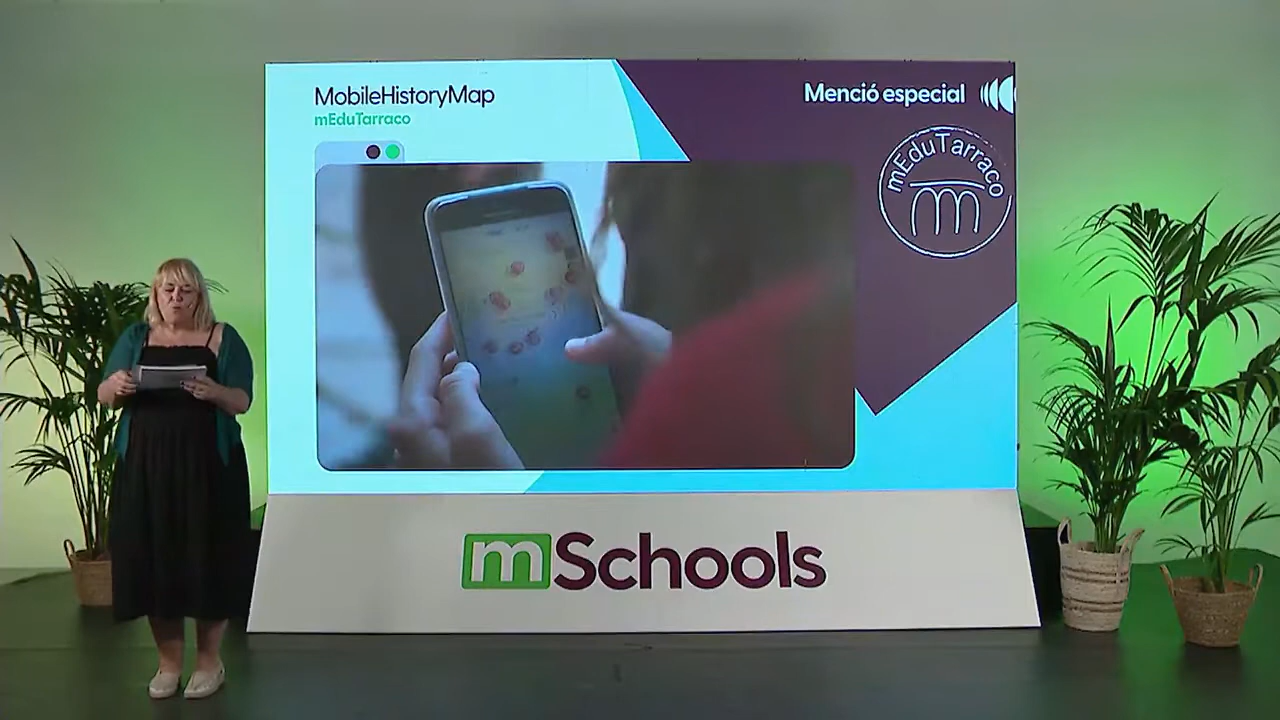 MobileHistoryMap
mEduTarraco
Menció especial
mEduTarraco
mSchools